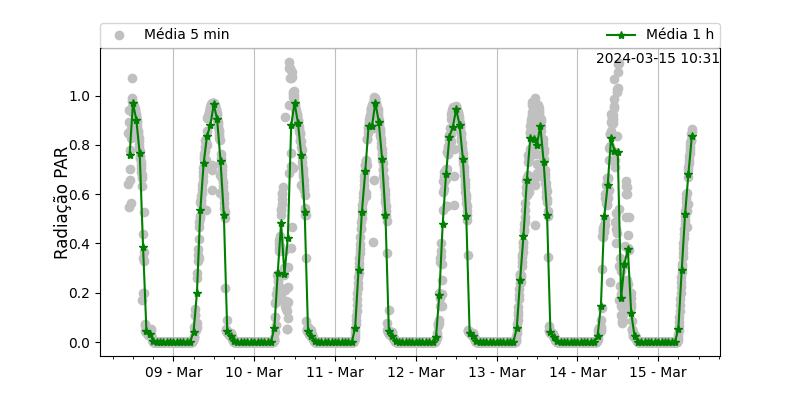 Média 5 min
Média 1 h
2024-03-15 10:31
Radiação PAR
1.0
0.8
0.6
0.4
0.2
0.0
09 - Mar
10 - Mar
11 - Mar
12 - Mar
13 - Mar
14 - Mar
15 - Mar